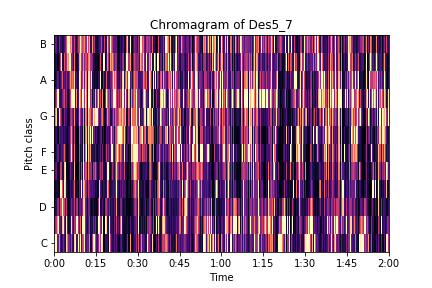 Chromagram of Des5_7
B
A
G
F
E
D
C
Pitch class
0:00 0:15 0:30 0:45 1:00 1:15 1:30 1:45 2:00
Time